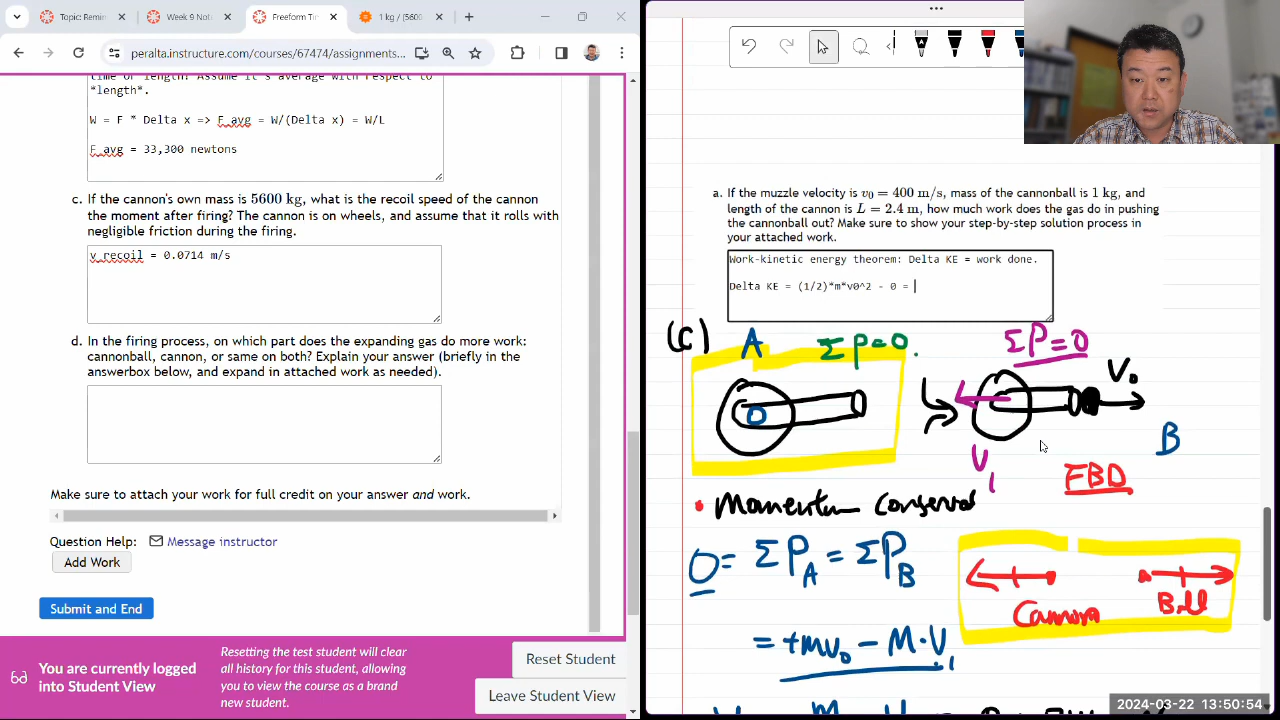 Topic: Remin
Week 9 Not
Freeform Tim
1 kg / (5600
peralta.instructure.com/course/67474/assignments...
time or length! Assume it's average with respect to
*length*.
W = F * Delta x => F_avg = W/(Delta x) = W/L
F_avg = 33,300 newtons
c. If the cannon's own mass is 5600 kg, what is the recoil speed of the cannon
the moment after firing? The cannon is on wheels, and assume that it rolls with
negligible friction during the firing.
v_recoil = 0.0714 m/s
d. In the firing process, on which part does the expanding gas do more work:
cannonball, cannon, or same on both? Explain your answer (briefly in the
answerbox below, and expand in attached work as needed).
Make sure to attach your work for full credit on your answer and work.
Question Help: Message instructor
Add Work
Submit and End
You are currently logged
into Student View
Resetting the test student will clear
all history for this student, allowing
you to view the course as a brand
new student.
Reset Student
Leave Student View
a. If the muzzle velocity is v0 = 400 m/s, mass of the cannonball is 1 kg, and
length of the cannon is L = 2.4 m, how much work does the gas do in pushing
the cannonball out? Make sure to show your step-by-step solution process in
your attached work.
Work-kinetic energy theorem: Delta KE = work done.
Delta KE = (1/2)*m*v0^2 - 0 =
(C) A Σp=0. ΣP=0
V0
B
V1
FBD
• Momentum Conserved
0 = ΣPA = ΣPB
Cannon Ball
= +mv0 - M·V1
2024-03-22 13:50:54